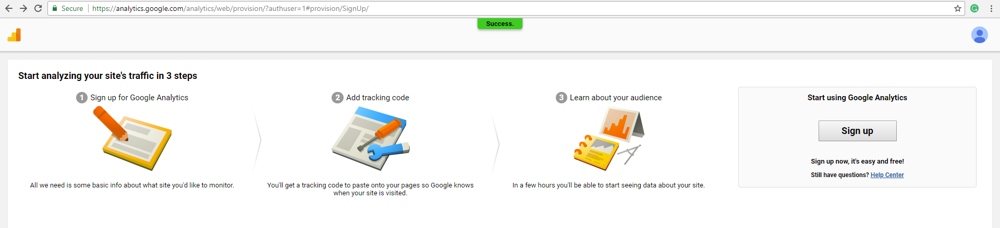 Secure
https://analytics.google.com/analytics/web/provision/?authuser=1#provision/SignUp/
Success.
Start analyzing your site's traffic in 3 steps
1 Sign up for Google Analytics
All we need is some basic info about what site you'd like to monitor.
2 Add tracking code
You'll get a tracking code to paste onto your pages so Google knows
when your site is visited.
3 Learn about your audience
In a few hours you'll be able to start seeing data about your site.
Start using Google Analytics
Sign up
Sign up now, it's easy and free!
Still have questions? Help Center